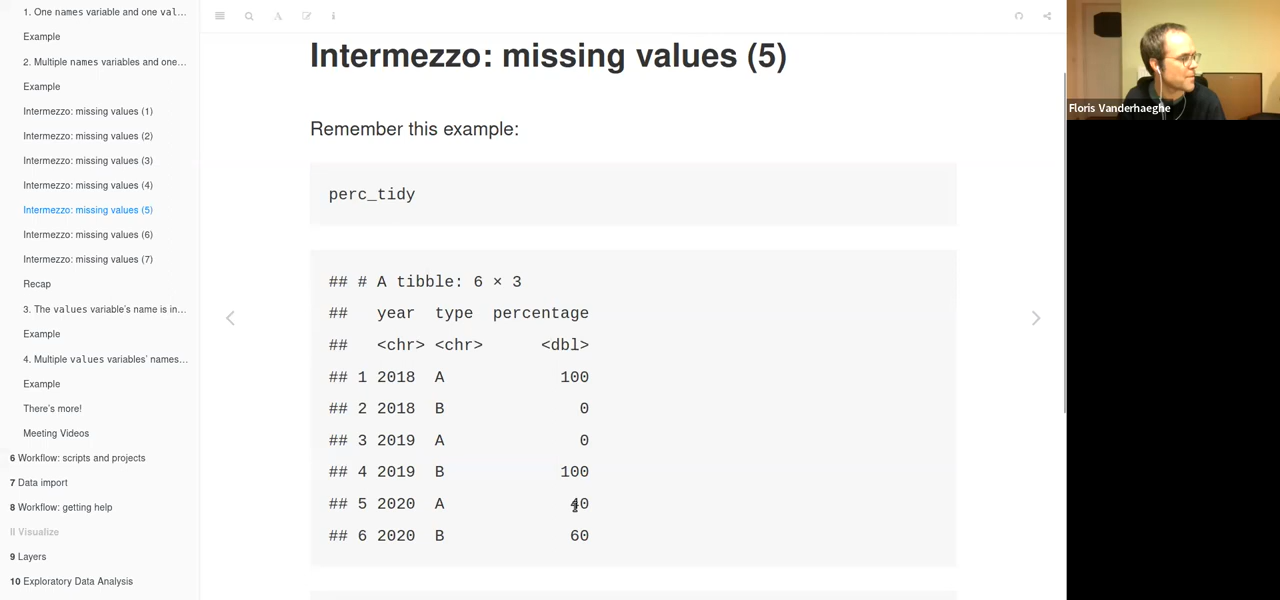 1. One names variable and one val...
Example
2. Multiple names variables and one...
Example
Intermezzo: missing values (1)
Intermezzo: missing values (2)
Intermezzo: missing values (3)
Intermezzo: missing values (4)
Intermezzo: missing values (5)
Intermezzo: missing values (6)
Intermezzo: missing values (7)
Recap
3. The values variable's name is in...
Example
4. Multiple values variables' names...
Example
There's more!
Meeting Videos
6 Workflow: scripts and projects
7 Data import
8 Workflow: getting help
II Visualize
9 Layers
10 Exploratory Data Analysis
Intermezzo: missing values (5)
Remember this example:
perc_tidy
## # A tibble: 6 × 3
##   year  type  percentage
##   <chr> <chr>      <dbl>
## 1 2018  A            100
## 2 2018  B              0
## 3 2019  A              0
## 4 2019  B            100
## 5 2020  A             40
## 6 2020  B             60
Floris Vanderhaeghe